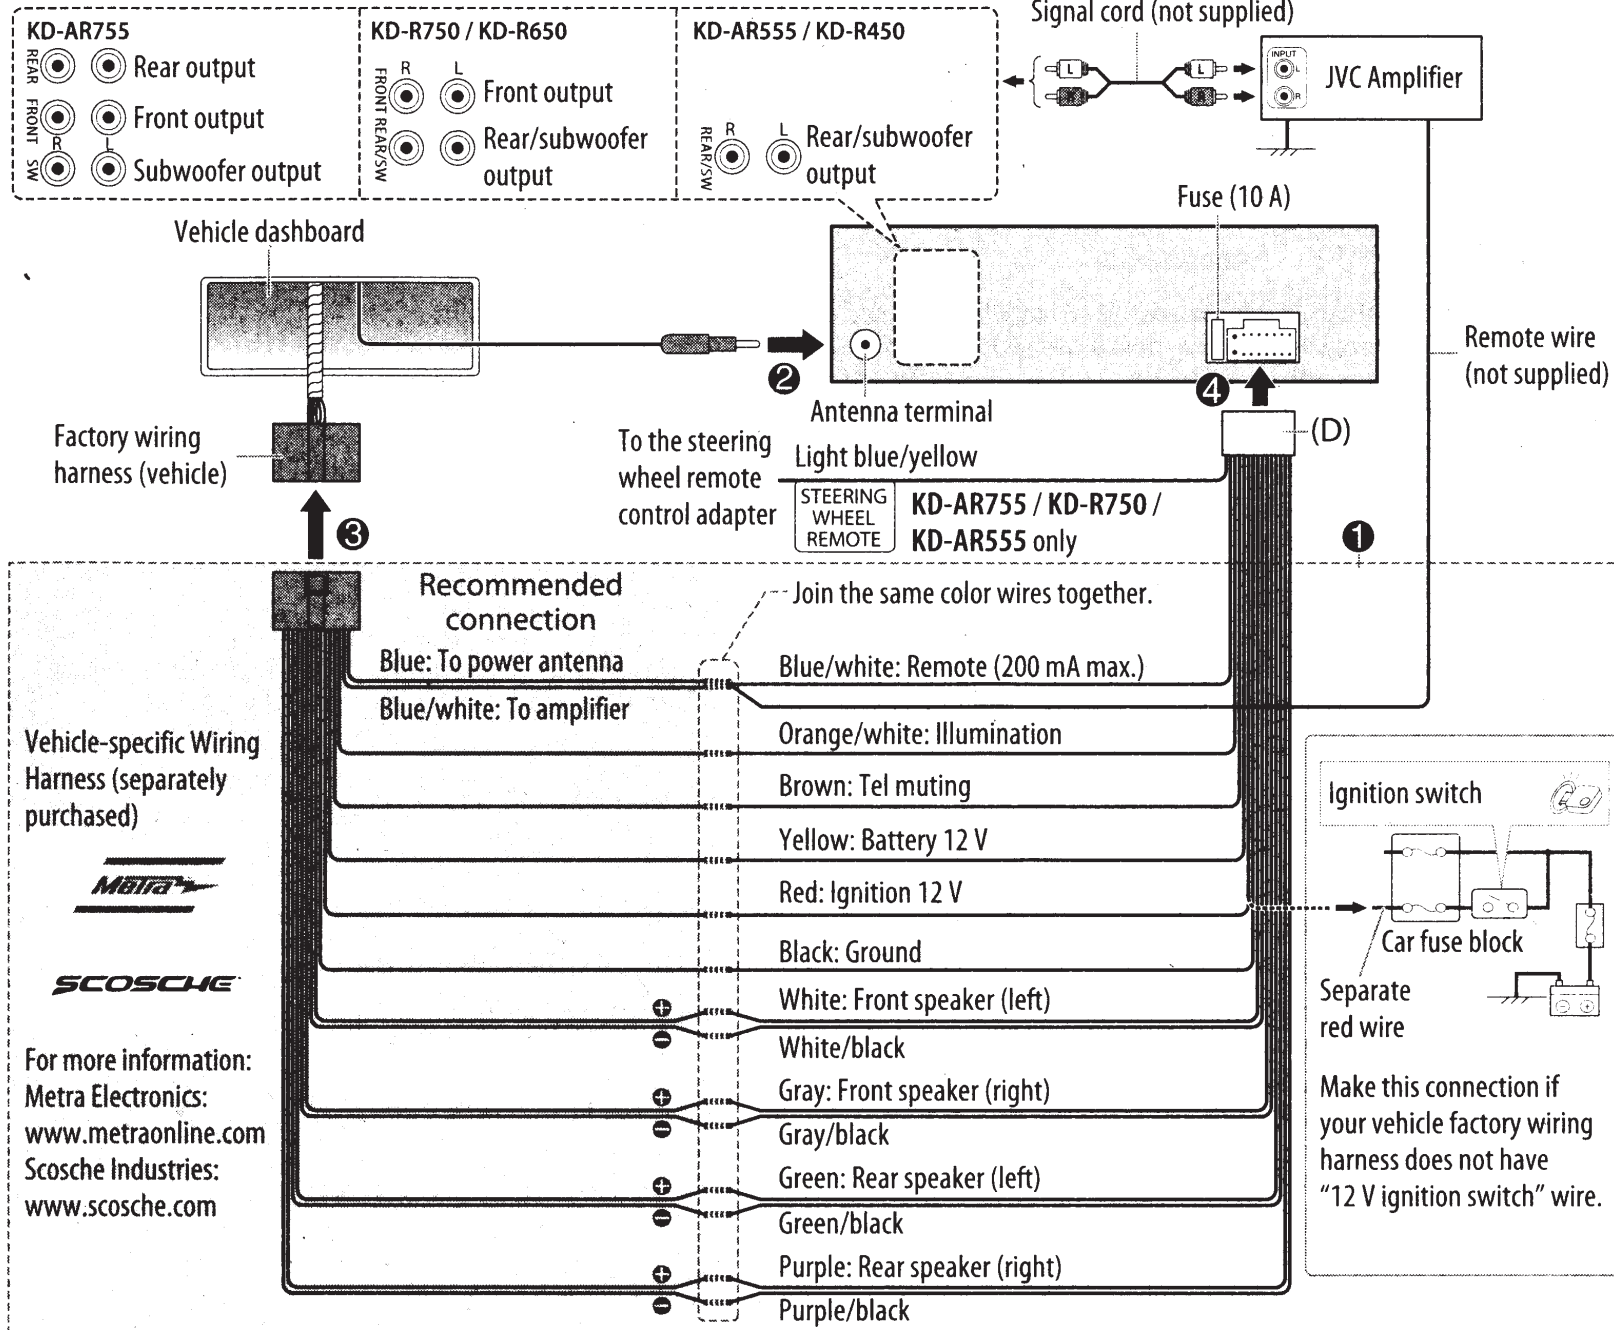 KD-AR755
REAR
Rear output
FRONT
Front output
R L
SW
Subwoofer output
KD-R750 / KD-R650
R L
FRONT
Front output
REAR/SW
Rear/subwoofer
output
KD-AR555 / KD-R450
R L
REAR/SW
Rear/subwoofer
output
Signal cord (not supplied)
L L
R R
INPUT
L
R
JVC Amplifier
Fuse (10 A)
Vehicle dashboard
2
Antenna terminal
4
Remote wire
(not supplied)
Factory wiring
harness (vehicle)
3
To the steering
wheel remote
control adapter
Light blue/yellow
STEERING
WHEEL
REMOTE
KD-AR755 / KD-R750 /
KD-AR555 only
(D)
1
Recommended
connection
Join the same color wires together.
Blue: To power antenna
Blue/white: To amplifier
Blue/white: Remote (200 mA max.)
Orange/white: Illumination
Brown: Tel muting
Yellow: Battery 12 V
Red: Ignition 12 V
Black: Ground
White: Front speaker (left)
White/black
Gray: Front speaker (right)
Gray/black
Green: Rear speaker (left)
Green/black
Purple: Rear speaker (right)
Purple/black
Vehicle-specific Wiring
Harness (separately
purchased)
Metra
SCOSCHE
For more information:
Metra Electronics:
www.metraonline.com
Scosche Industries:
www.scosche.com
Ignition switch
Car fuse block
Separate
red wire
Make this connection if
your vehicle factory wiring
harness does not have
“12 V ignition switch” wire.